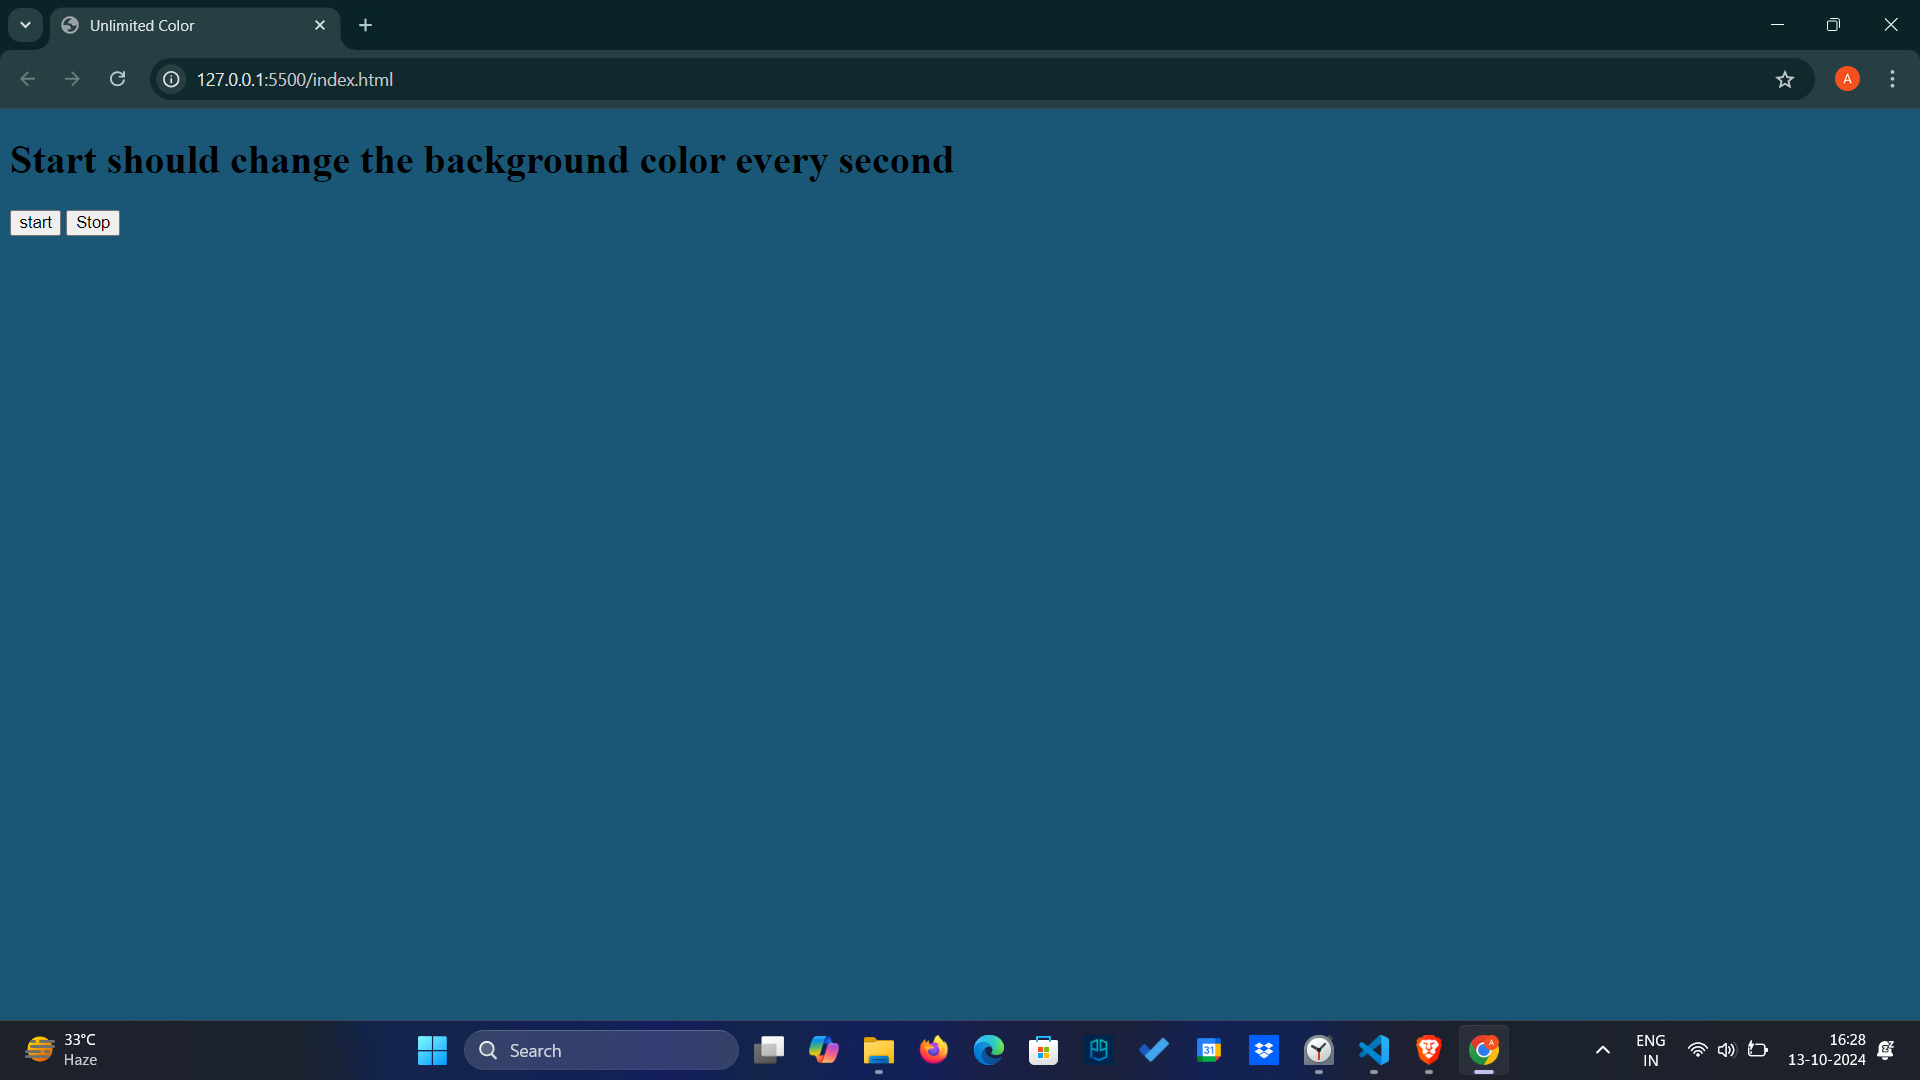 Unlimited Color
127.0.0.1:5500/index.html
A
Start should change the background color every second
start Stop
33°C
Haze
Search
31
A
ENG
IN
16:28
13-10-2024